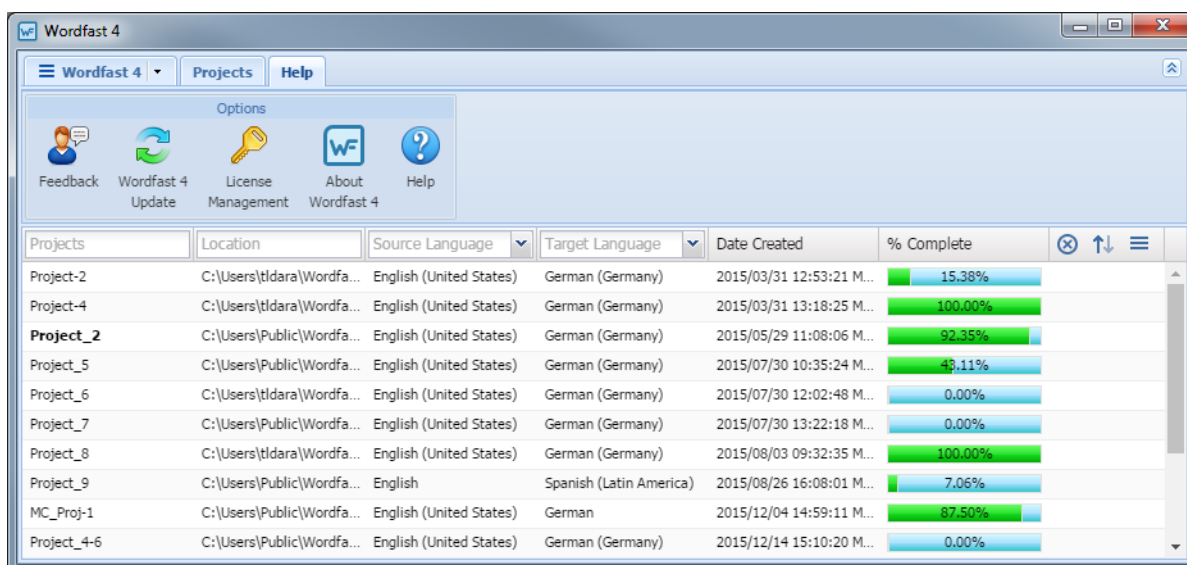 Wordfast 4
Wordfast 4 Projects Help
Options
Feedback Wordfast 4 Update License Management About Wordfast 4 Help
Projects Location Source Language Target Language Date Created % Complete
Project-2 C:\Users\tldara\Wordfa... English (United States) German (Germany) 2015/03/31 12:53:21 M... 15.38%
Project-4 C:\Users\tldara\Wordfa... English (United States) German (Germany) 2015/03/31 13:18:25 M... 100.00%
Project_2 C:\Users\Public\Wordfa... English (United States) German (Germany) 2015/05/29 11:08:06 M... 92.35%
Project_5 C:\Users\Public\Wordfa... English (United States) German (Germany) 2015/07/30 10:35:24 M... 43.11%
Project_6 C:\Users\tldara\Wordfa... English (United States) German (Germany) 2015/07/30 12:02:48 M... 0.00%
Project_7 C:\Users\Public\Wordfa... English (United States) German (Germany) 2015/07/30 13:22:18 M... 0.00%
Project_8 C:\Users\tldara\Wordfa... English (United States) German (Germany) 2015/08/03 09:32:35 M... 100.00%
Project_9 C:\Users\Public\Wordfa... English Spanish (Latin America) 2015/08/26 16:08:01 M... 7.06%
MC_Proj-1 C:\Users\Public\Wordfa... English (United States) German 2015/12/04 14:59:11 M... 87.50%
Project_4-6 C:\Users\Public\Wordfa... English (United States) German (Germany) 2015/12/14 15:10:20 M... 0.00%